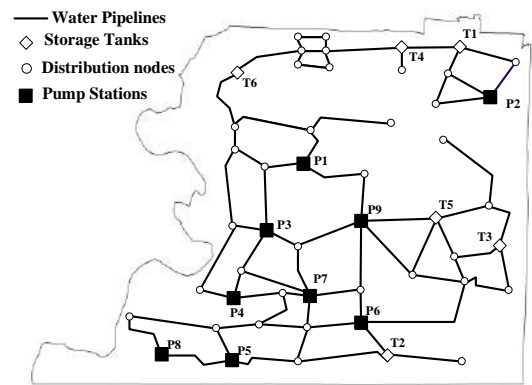 Water Pipelines
Storage Tanks
Distribution nodes
Pump Stations
T1
T4
T6
P2
P1
P9
T5
P3
T3
P7
P4
P6
P8
P5
T2